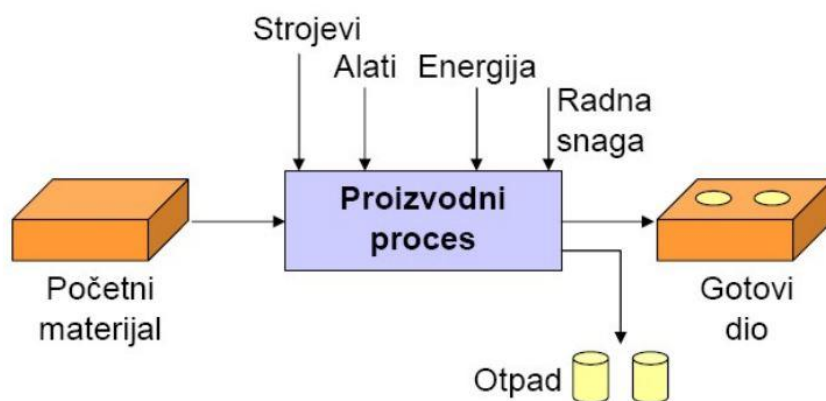 Strojevi
Alati
Energija
Radna
snaga
Proizvodni
proces
Početni
materijal
Gotovi
dio
Otpad